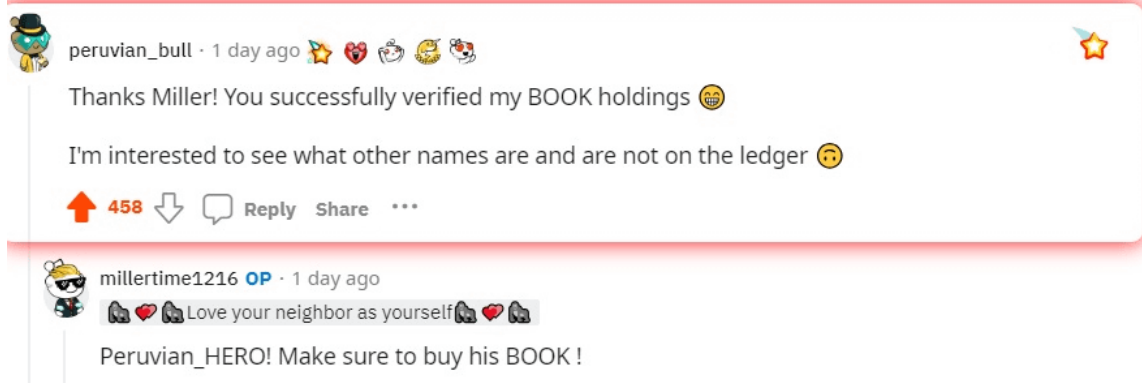 peruvian_bull · 1 day ago
Thanks Miller! You successfully verified my BOOK holdings 😁
I'm interested to see what other names are and are not on the ledger 🙃
458 Reply Share ···
millertime1216 OP · 1 day ago
🦍💕🦍Love your neighbor as yourself🦍💕🦍
Peruvian_HERO! Make sure to buy his BOOK !